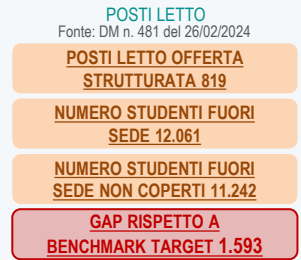 POSTI LETTO
Fonte: DM n. 481 del 26/02/2024
POSTI LETTO OFFERTA
STRUTTURATA 819
NUMERO STUDENTI FUORI
SEDE 12.061
NUMERO STUDENTI FUORI
SEDE NON COPERTI 11.242
GAP RISPETTO A
BENCHMARK TARGET 1.593